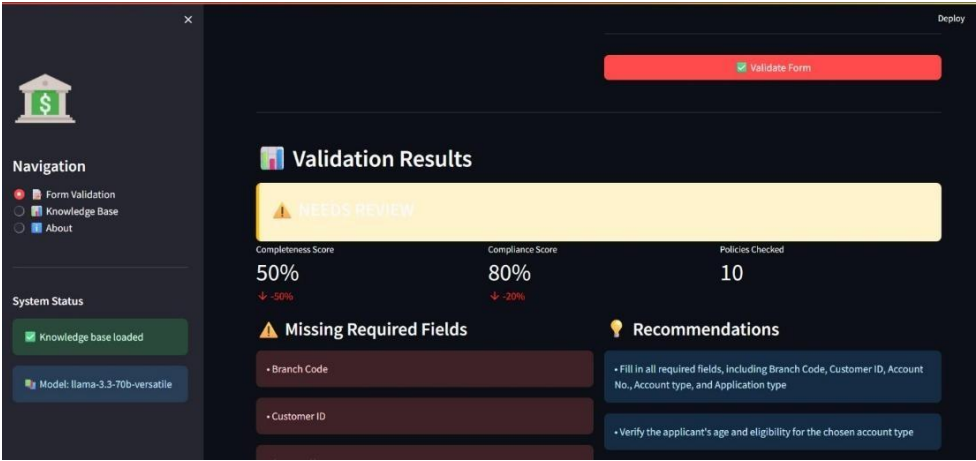 Deploy
Validate Form
Navigation
Form Validation
Knowledge Base
About
System Status
Knowledge base loaded
Model: llama-3.3-70b-versatile
Validation Results
NEEDS REVIEW
Completeness Score
50%
↓ -50%
Compliance Score
80%
↓ -20%
Policies Checked
10
Missing Required Fields
• Branch Code
• Customer ID
Recommendations
• Fill in all required fields, including Branch Code, Customer ID, Account
No., Account type, and Application type
• Verify the applicant's age and eligibility for the chosen account type